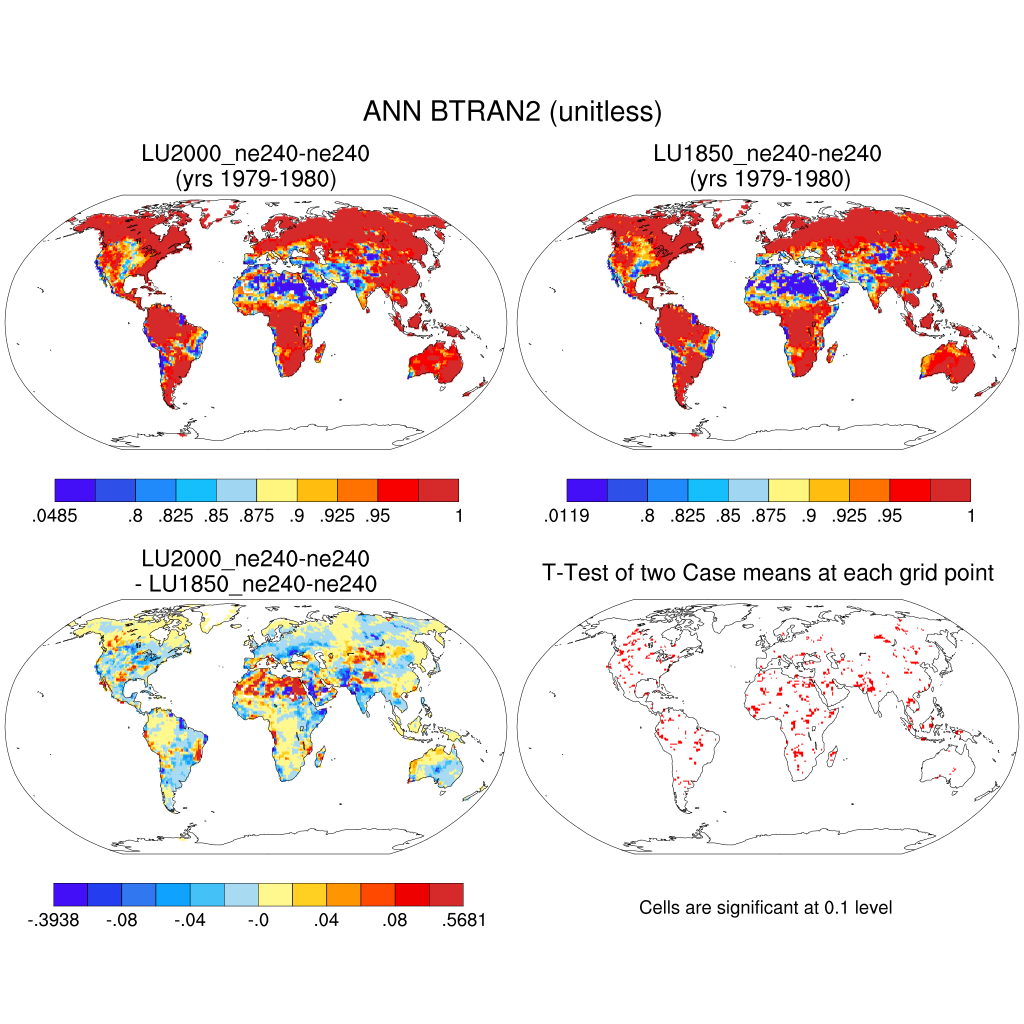 ANN BTRAN2 (unitless)
LU2000_ne240-ne240
(yrs 1979-1980)
LU1850_ne240-ne240
(yrs 1979-1980)
.0485 .8 .825 .85 .875 .9 .925 .95 1
.0119 .8 .825 .85 .875 .9 .925 .95 1
LU2000_ne240-ne240
- LU1850_ne240-ne240
T-Test of two Case means at each grid point
-.3938 -.08 -.04 -.0 .04 .08 .5681
Cells are significant at 0.1 level